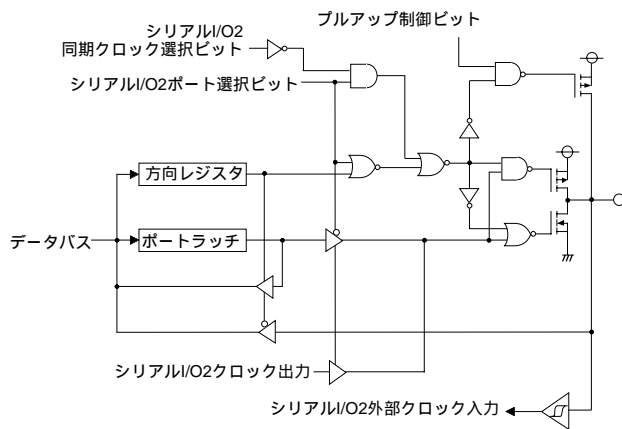 シリアルI/O2
同期クロック選択ビット
プルアップ制御ビット
シリアルI/O2ポート選択ビット
方向レジスタ
データバス
ポートラッチ
シリアルI/O2クロック出力
シリアルI/O2外部クロック入力